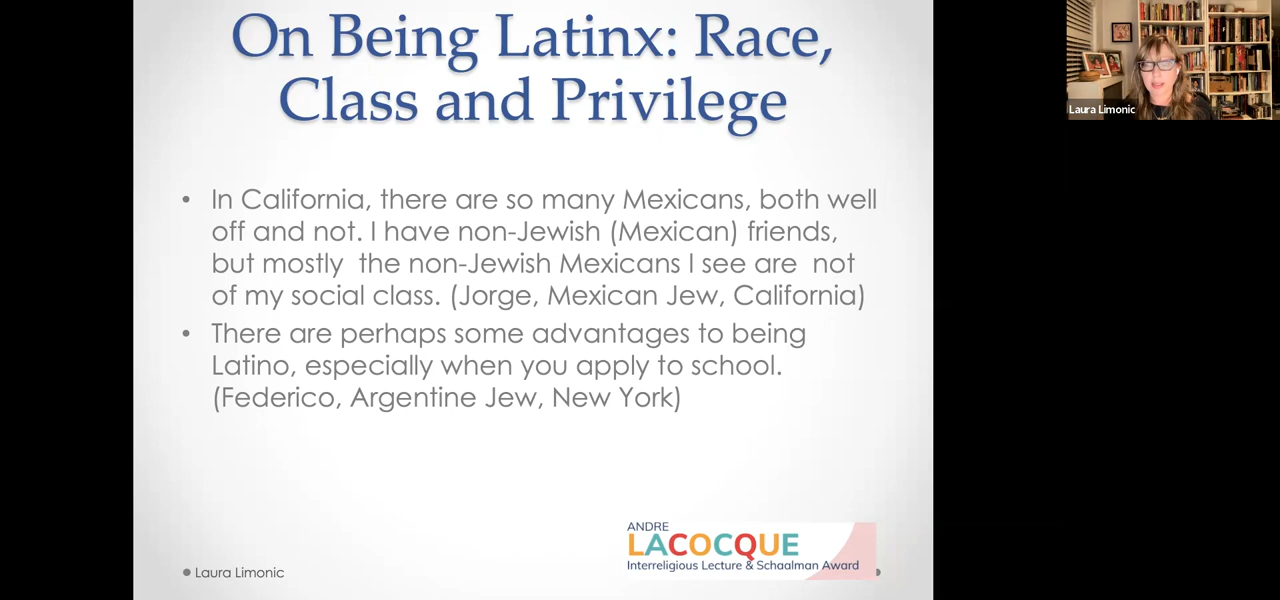 On Being Latinx: Race,
Class and Privilege
• In California, there are so many Mexicans, both well
off and not. I have non-Jewish (Mexican) friends,
but mostly the non-Jewish Mexicans I see are not
of my social class. (Jorge, Mexican Jew, California)
• There are perhaps some advantages to being
Latino, especially when you apply to school.
(Federico, Argentine Jew, New York)
ANDRE
LACOCQUE
Interreligious Lecture & Schaalman Award
Laura Limonic
Laura Limonic